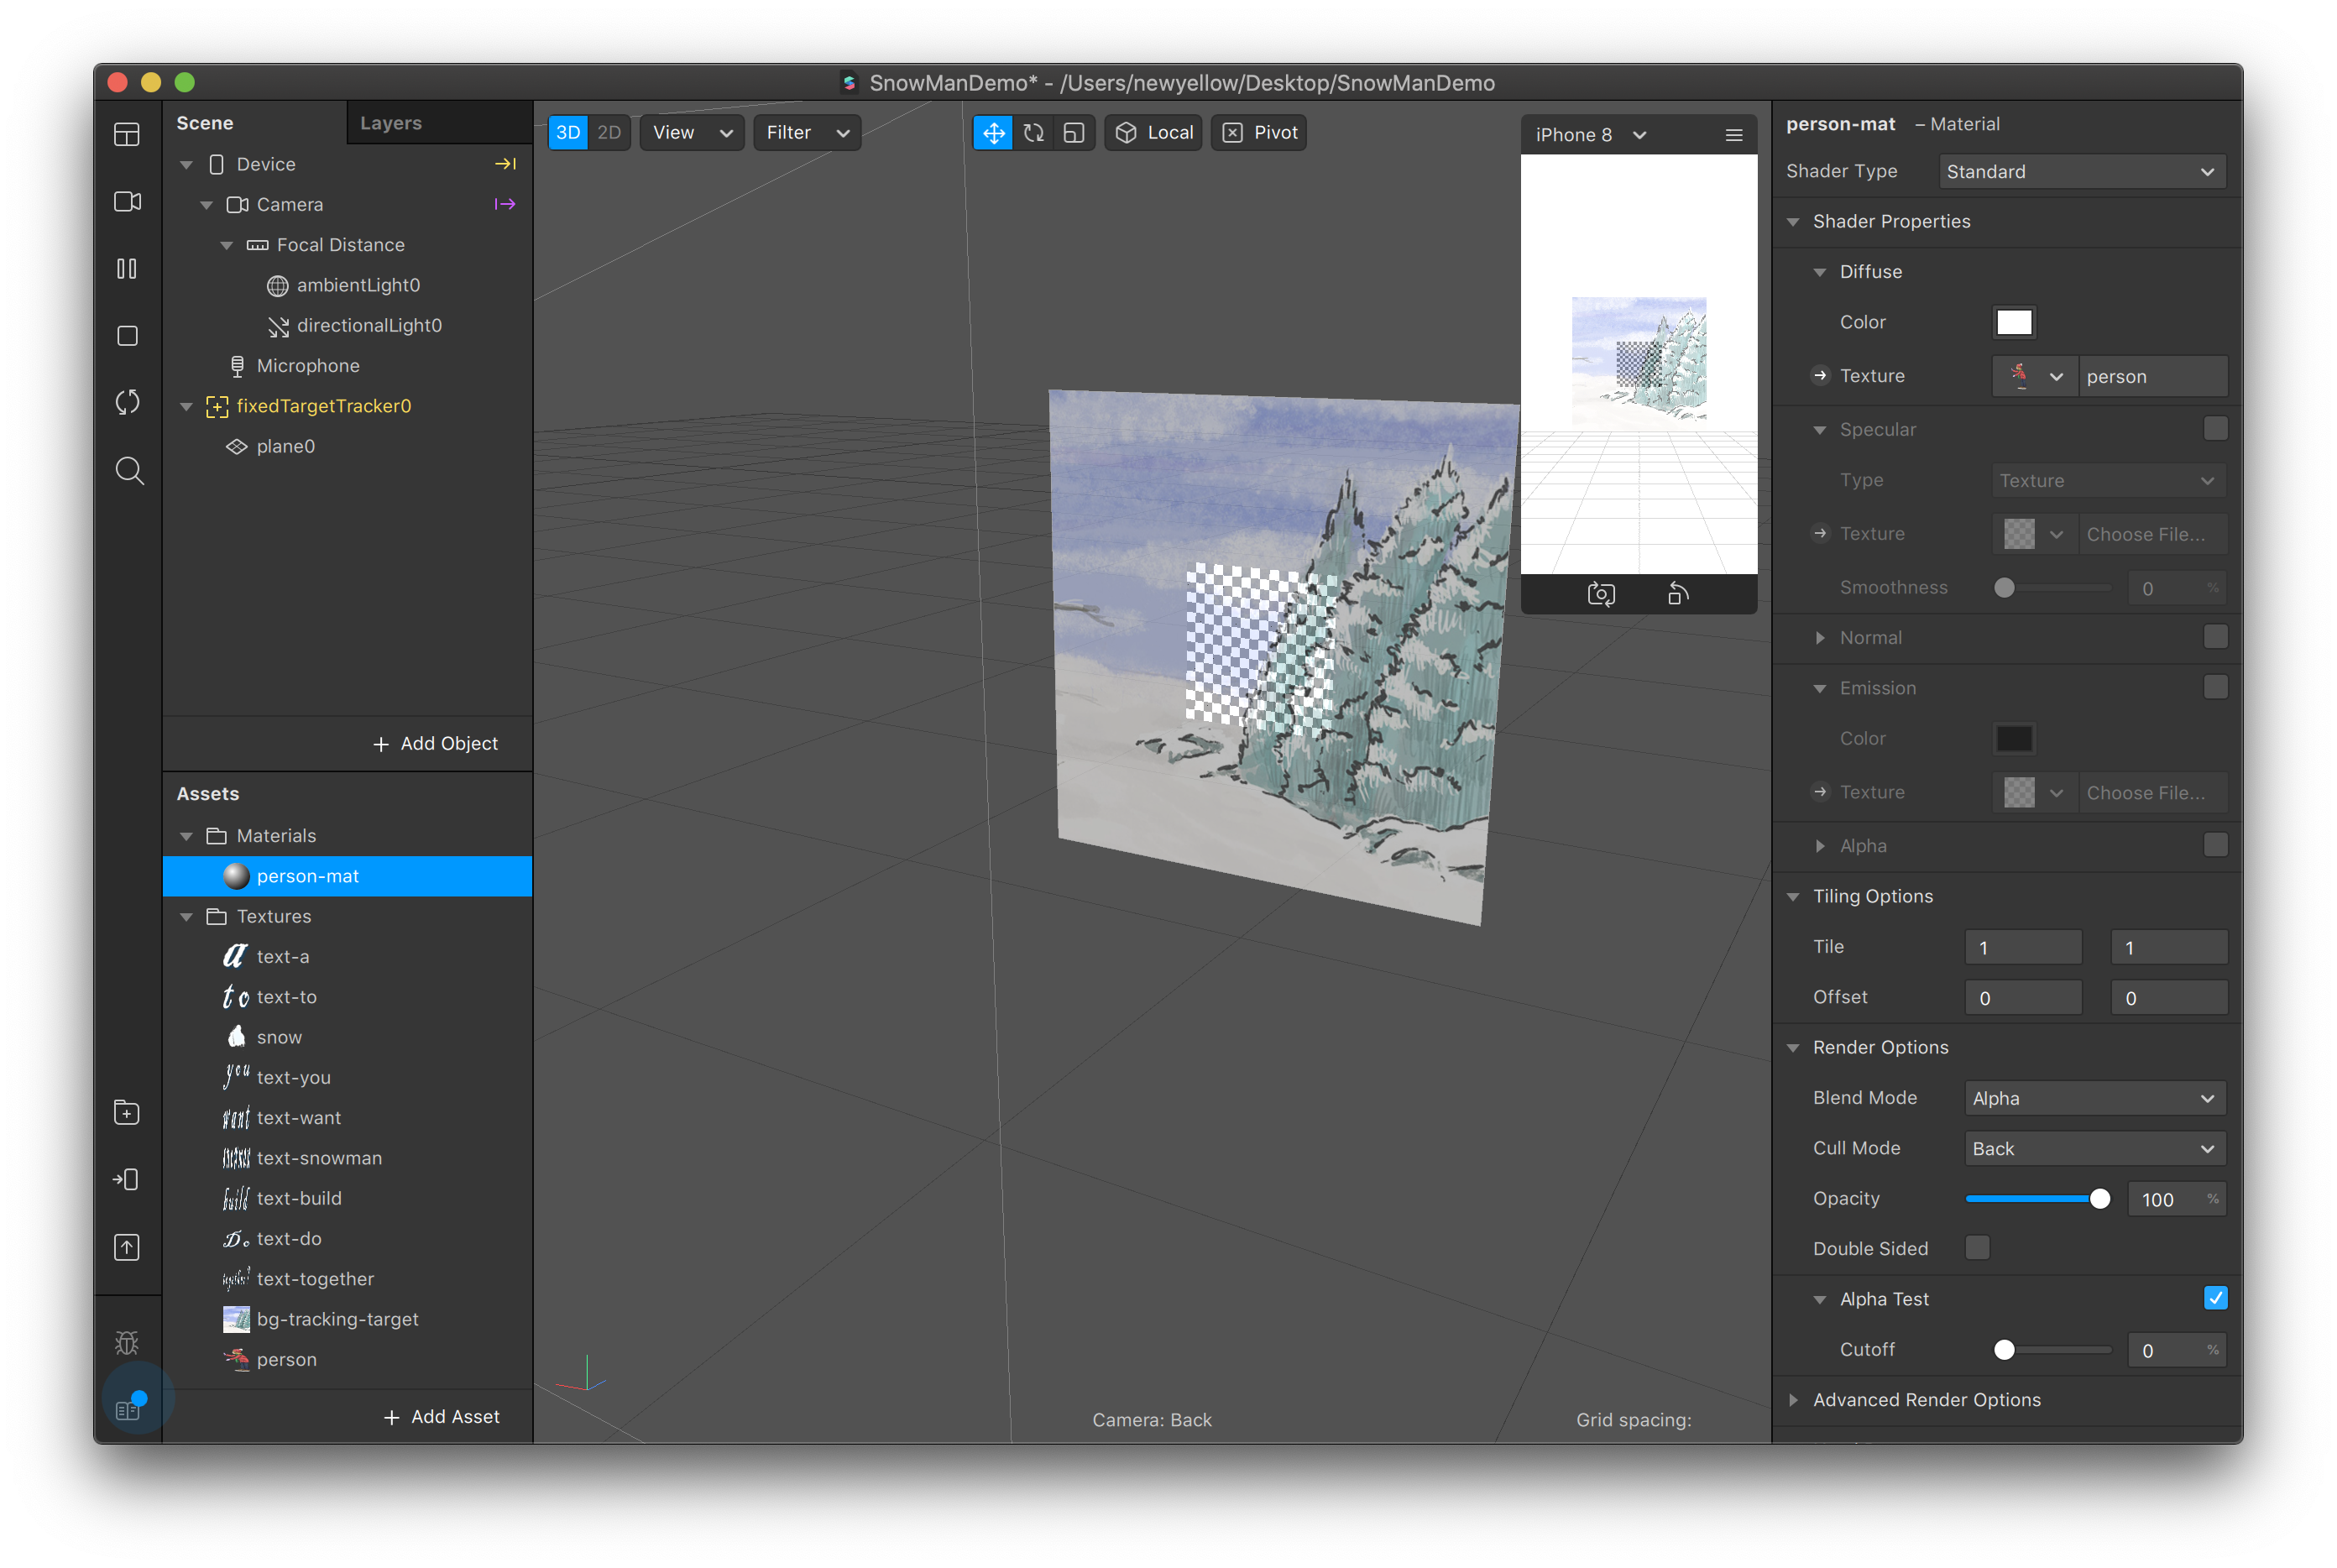 SnowManDemo* - /Users/newyellow/Desktop/SnowManDemo
Scene
Layers
Device
Camera
Focal Distance
ambientLight0
directionalLight0
Microphone
fixedTargetTracker0
plane0
+ Add Object
Assets
Materials
person-mat
Textures
a text-a
to text-to
snow
you text-you
want text-want
text-snowman
build text-build
Do text-do
text-together
bg-tracking-target
person
+ Add Asset
3D 2D View Filter Local Pivot
iPhone 8
Camera: Back
Grid spacing:
person-mat – Material
Shader Type Standard
Shader Properties
Diffuse
Color
Texture person
Specular
Type Texture
Texture Choose File...
Smoothness 0 %
Normal
Emission
Color
Texture Choose File...
Alpha
Tiling Options
Tile 1 1
Offset 0 0
Render Options
Blend Mode Alpha
Cull Mode Back
Opacity 100 %
Double Sided
Alpha Test
Cutoff 0 %
Advanced Render Options